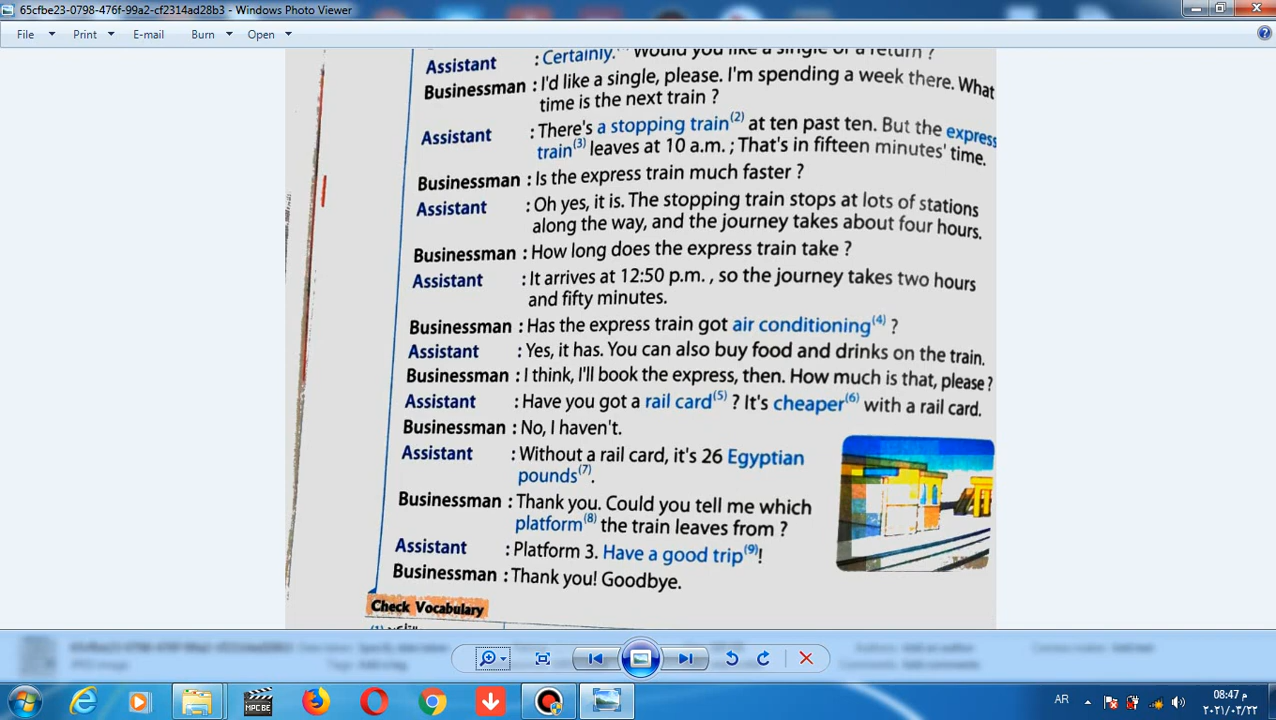 65cfbe23-0798-476f-99a2-cf2314ad28b3 - Windows Photo Viewer
File Print E-mail Burn Open
Assistant : Certainly. Would you like a single or a return ?
Businessman : I'd like a single, please. I'm spending a week there. What
time is the next train ?
Assistant : There's a stopping train(2) at ten past ten. But the express
train(3) leaves at 10 a.m. ; That's in fifteen minutes' time.
Businessman : Is the express train much faster ?
Assistant : Oh yes, it is. The stopping train stops at lots of stations
along the way, and the journey takes about four hours.
Businessman : How long does the express train take ?
Assistant : It arrives at 12:50 p.m. , so the journey takes two hours
and fifty minutes.
Businessman : Has the express train got air conditioning(4) ?
Assistant : Yes, it has. You can also buy food and drinks on the train.
Businessman : I think, I'll book the express, then. How much is that, please ?
Assistant : Have you got a rail card(5) ? It's cheaper(6) with a rail card.
Businessman : No, I haven't.
Assistant : Without a rail card, it's 26 Egyptian
pounds(7).
Businessman : Thank you. Could you tell me which
platform(8) the train leaves from ?
Assistant : Platform 3. Have a good trip(9)!
Businessman : Thank you! Goodbye.
Check Vocabulary
MPC BE
AR
08:47 م
٢٠٢١/٠٣/٢٢